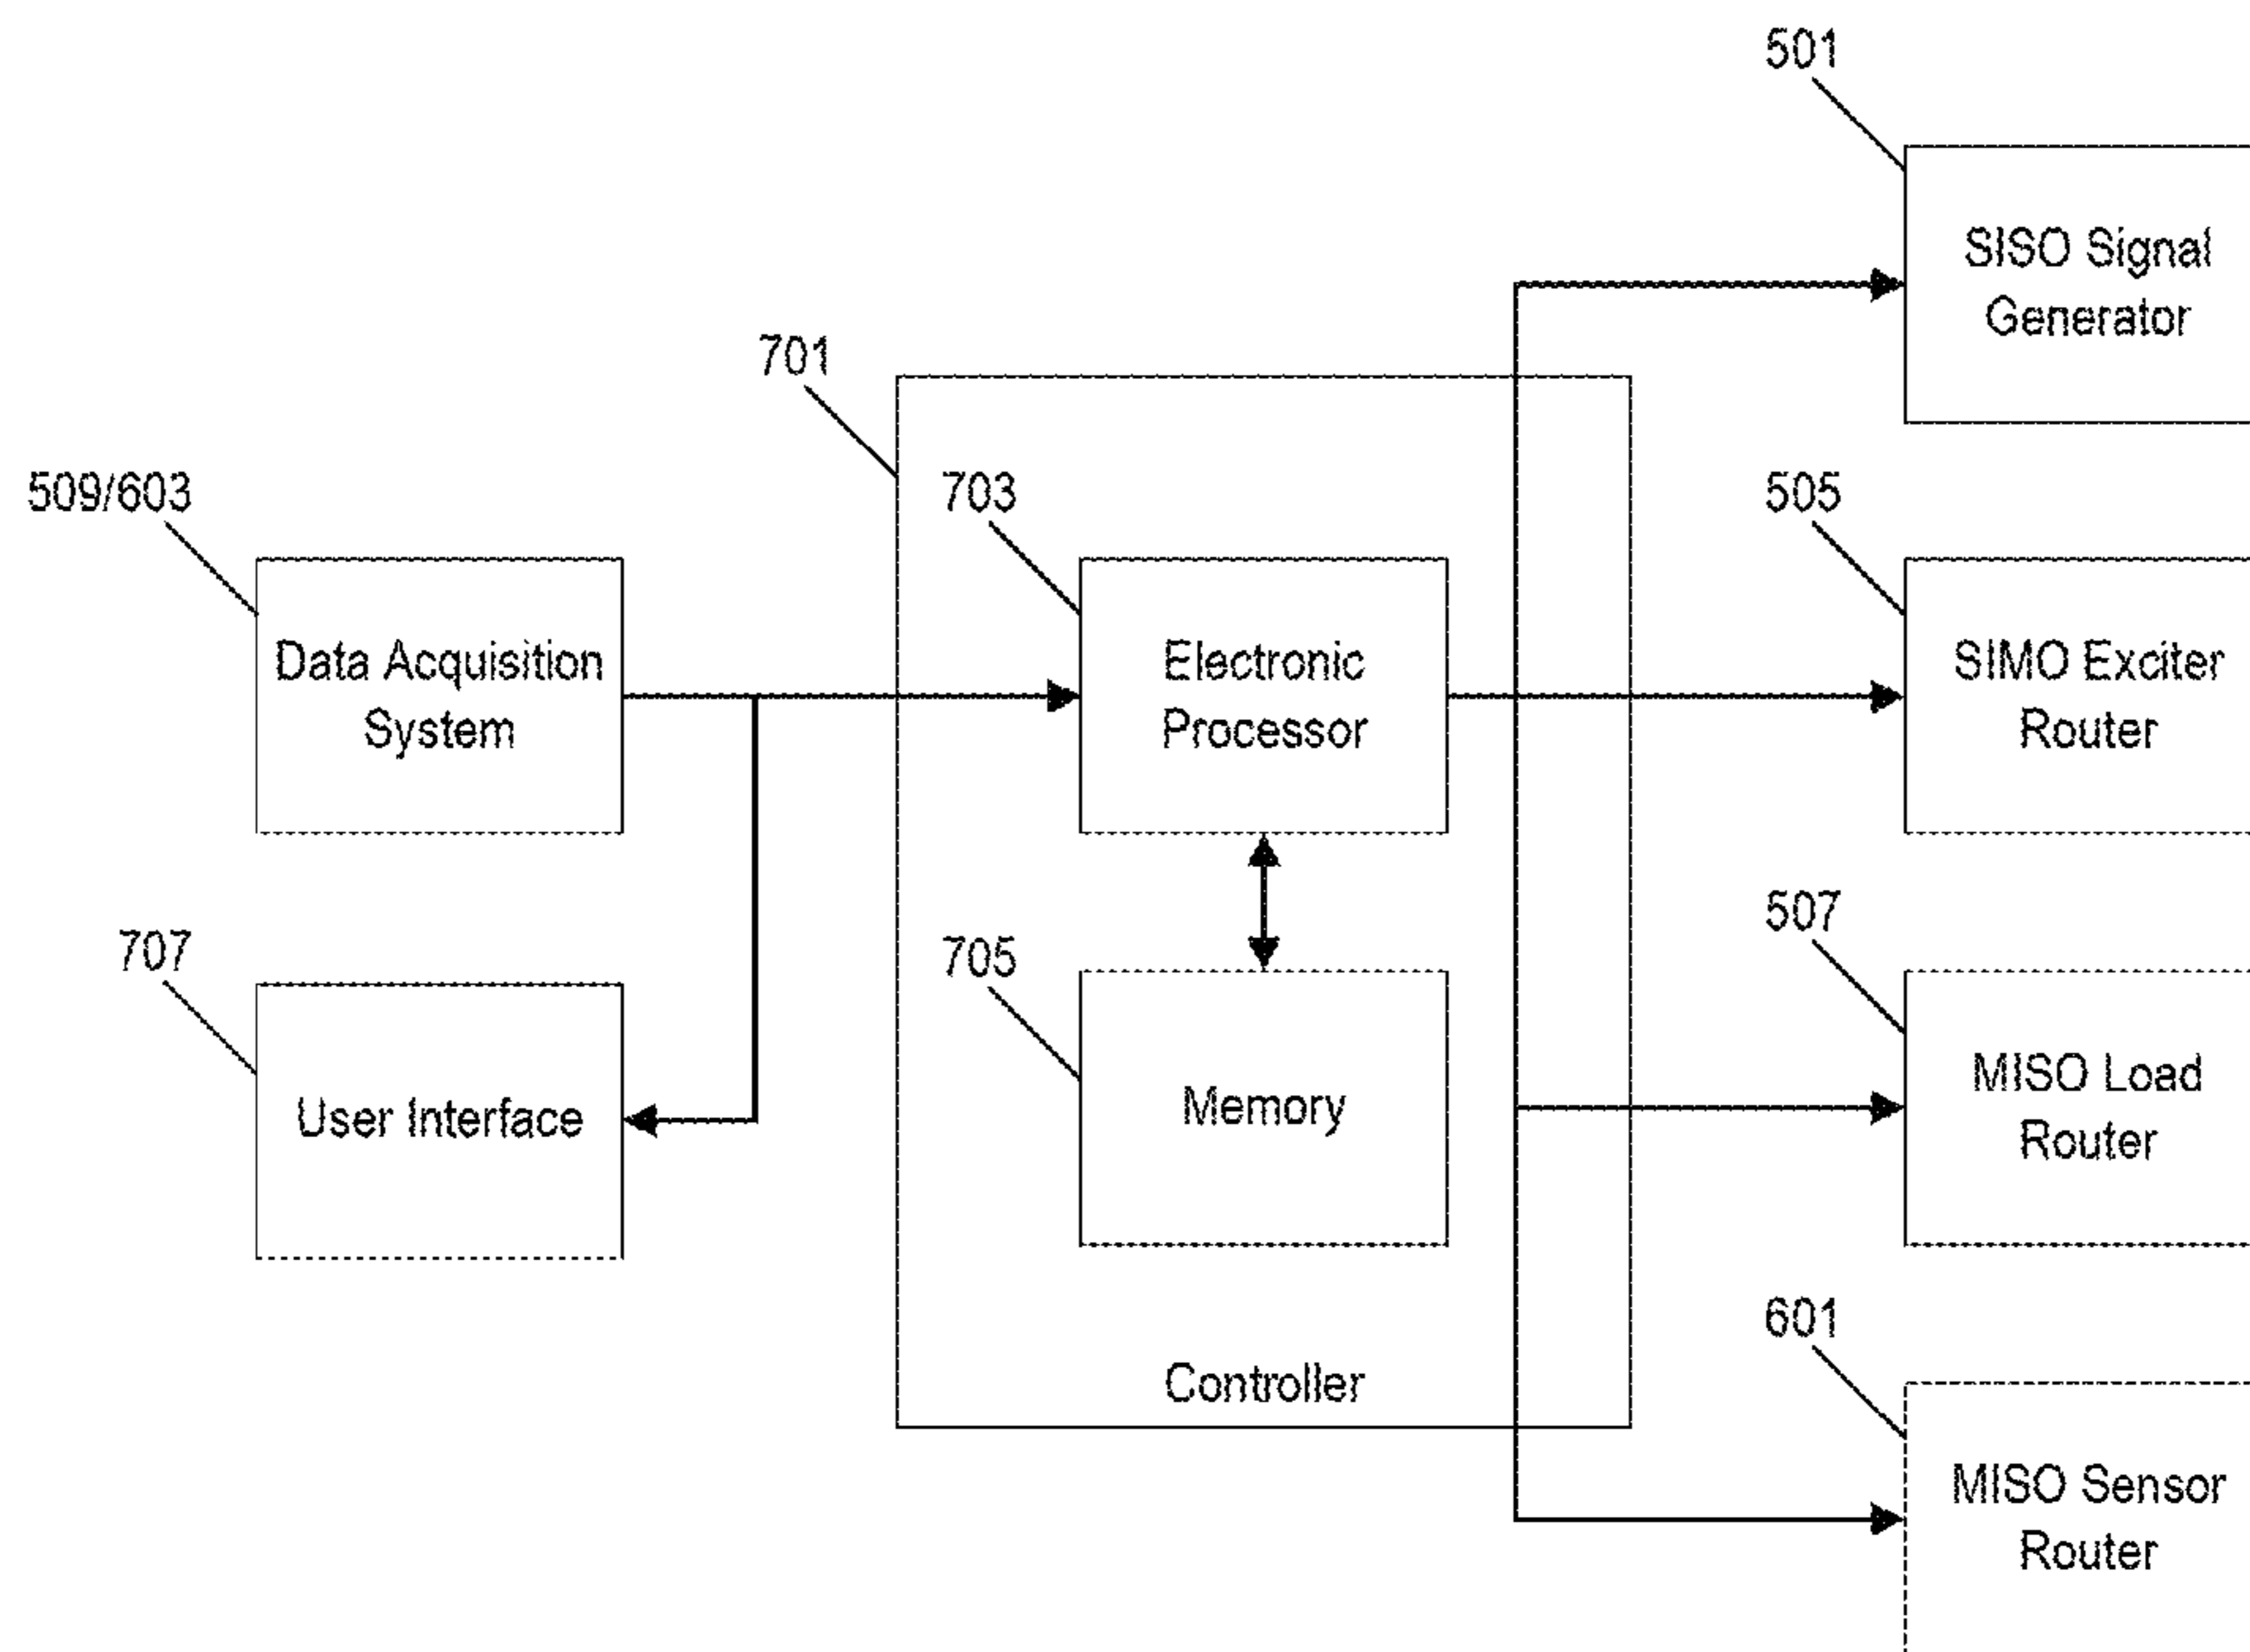 501
SISO Signal
Generator
701
509/603
703
505
Data Acquisition
System
Electronic
Processor
SIMO Exciter
Router
707
705
507
User Interface
Memory
MISO Load
Router
601
Controller
MISO Sensor
Router